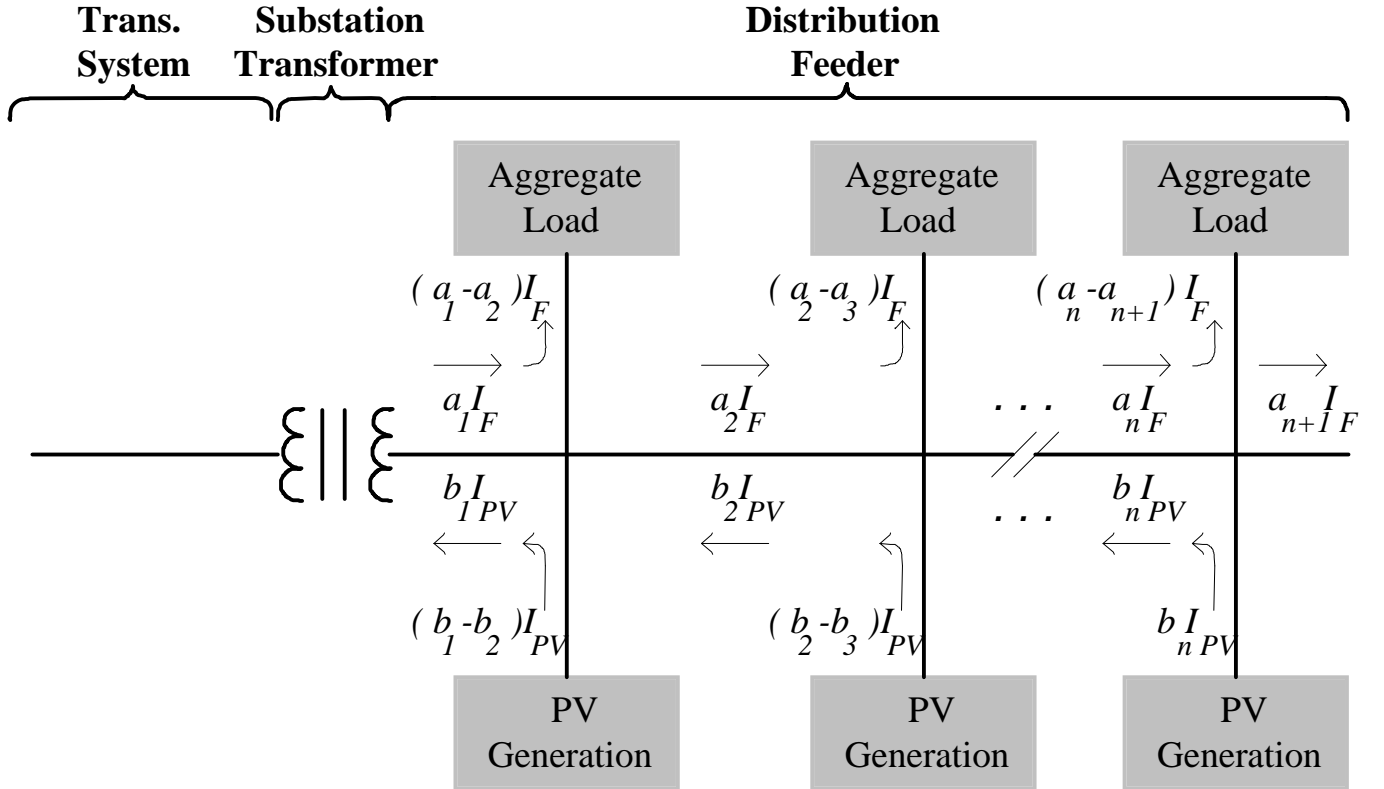 Trans. System
Substation Transformer
Distribution Feeder
Aggregate Load
Aggregate Load
Aggregate Load
( a1-a2 )IF
( a2-a3 )IF
( an-an+1 ) IF
a1IF
a2IF
. . .
anIF
an+1IF
b1IPV
b2IPV
. . .
bnIPV
( b1-b2 )IPV
( b2-b3 )IPV
bnIPV
PV Generation
PV Generation
PV Generation